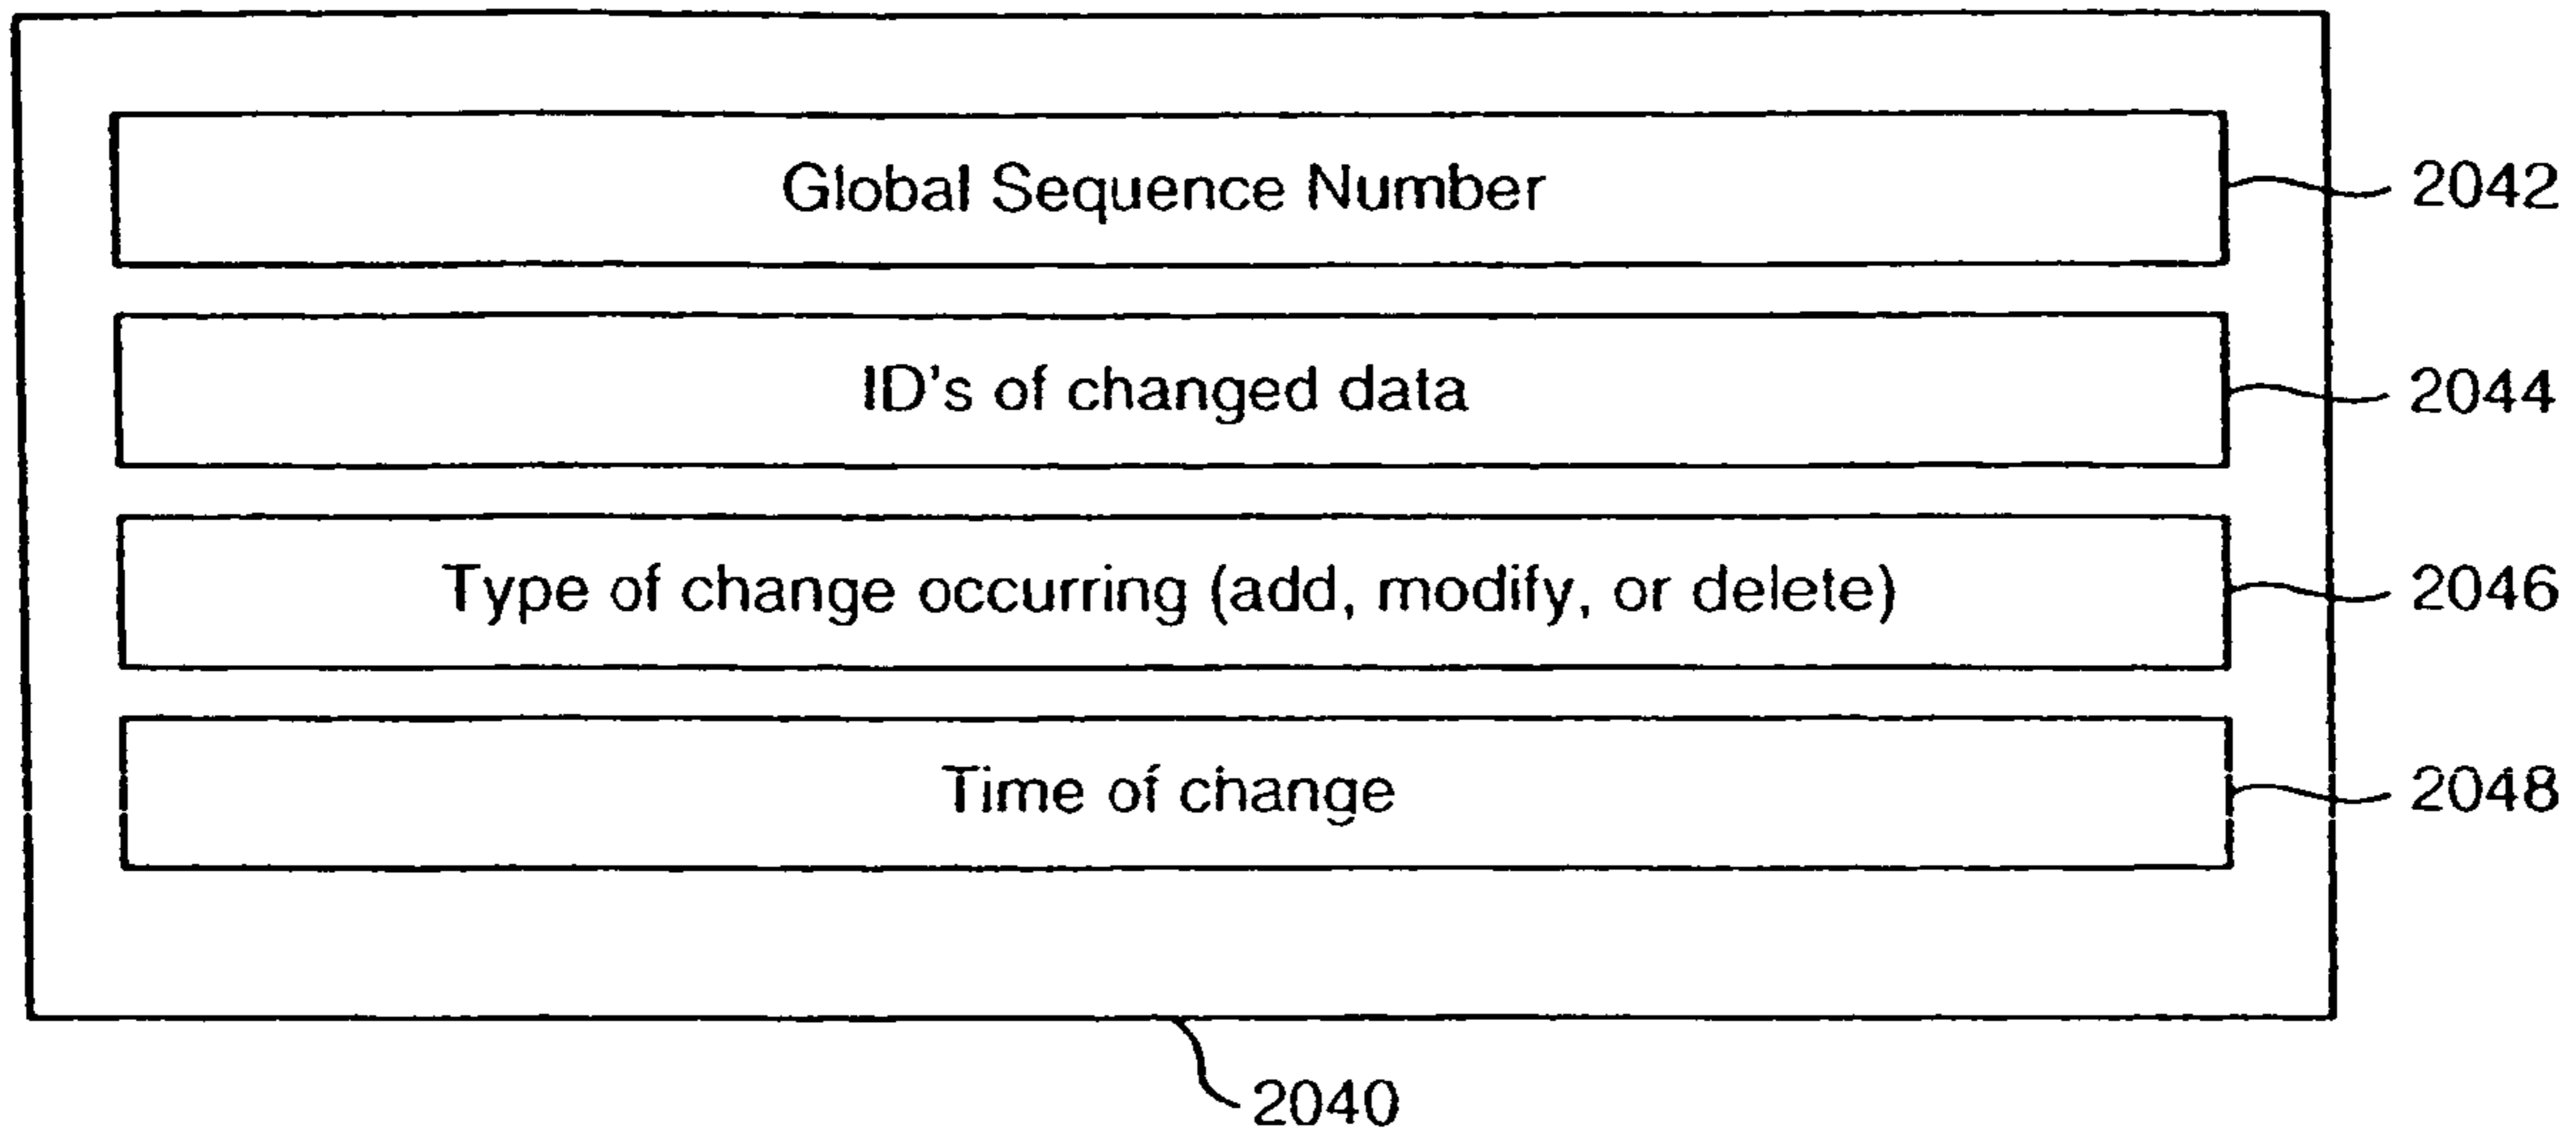 Global Sequence Number 2042
ID's of changed data 2044
Type of change occurring (add, modify, or delete) 2046
Time of change 2048
2040